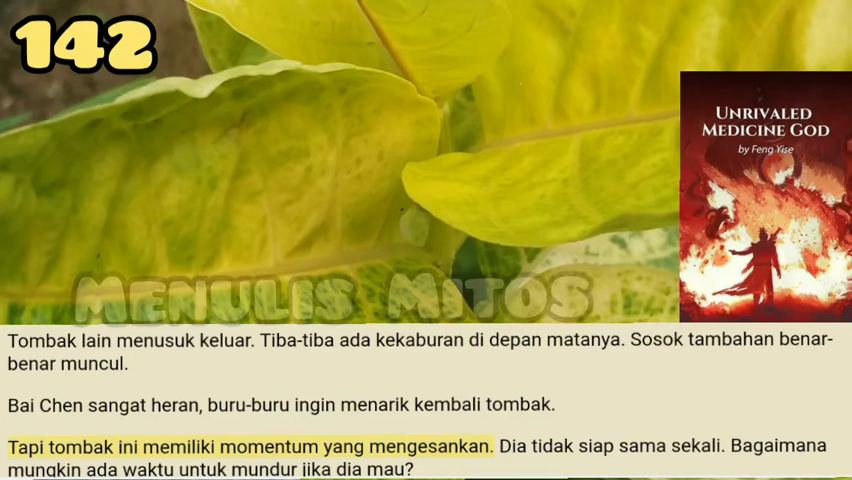 142
UNRIVALED
MEDICINE GOD
by Feng Yise
MENULIS MITOS
Tombak lain menusuk keluar. Tiba-tiba ada kekaburan di depan matanya. Sosok tambahan benar-
benar muncul.
Bai Chen sangat heran, buru-buru ingin menarik kembali tombak.
Tapi tombak ini memiliki momentum yang mengesankan. Dia tidak siap sama sekali. Bagaimana
mungkin ada waktu untuk mundur jika dia mau?